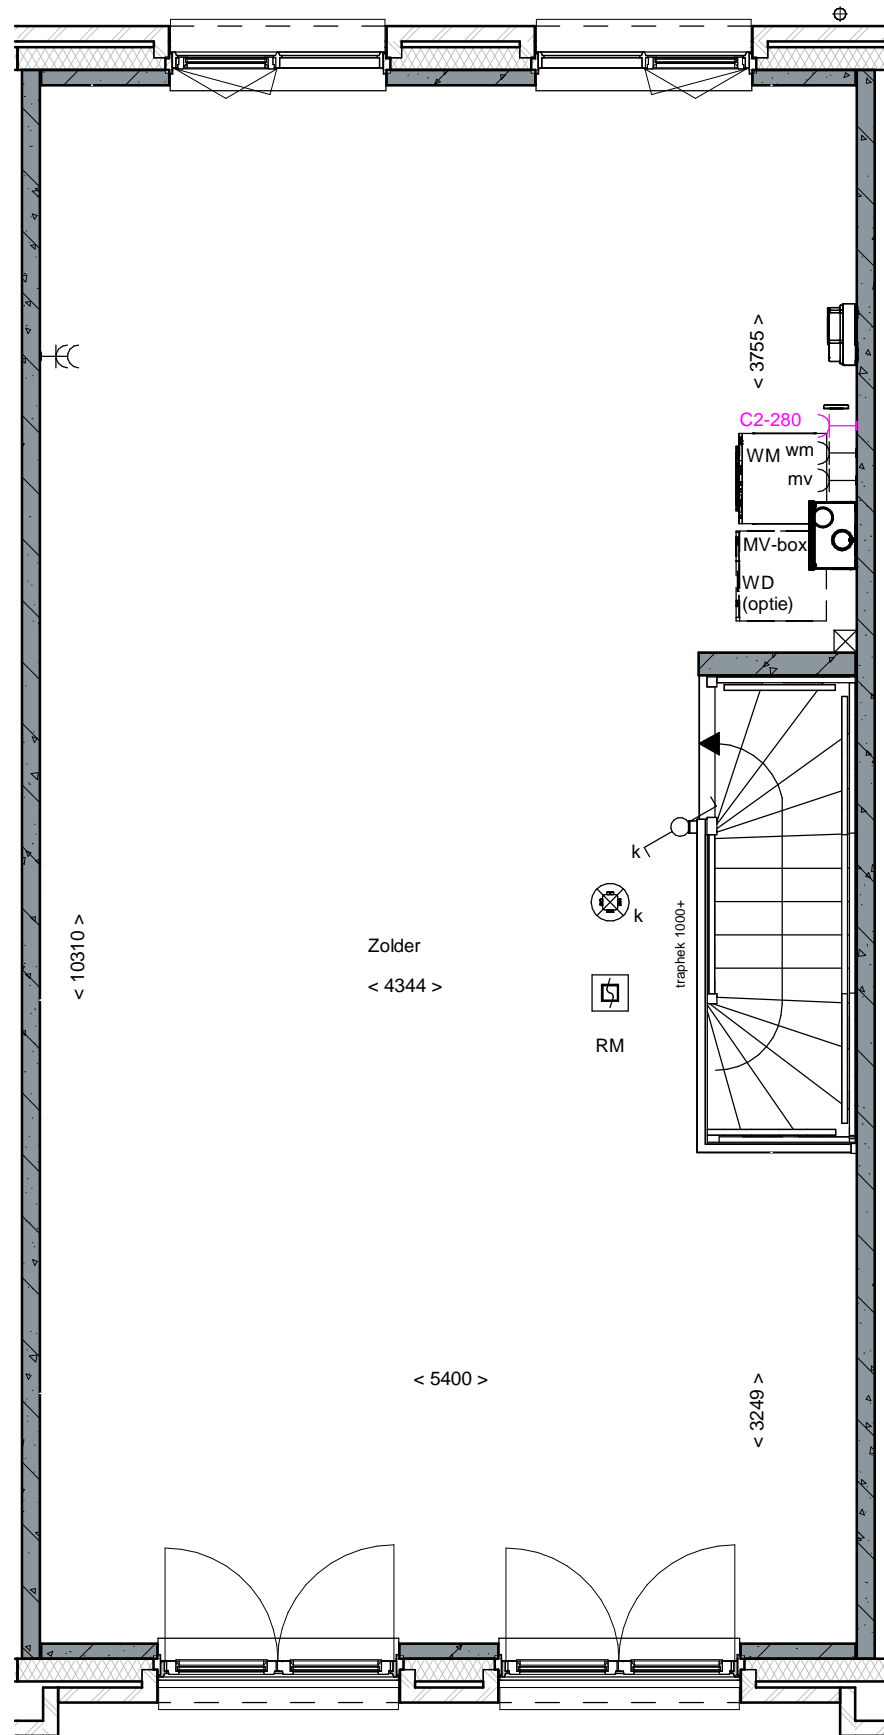 < 3755 >
C2-280
WM wm
mv
MV-box
WD
(optie)
k
k
traphek 1000+
< 10310 >
Zolder
< 4344 >
RM
< 5400 >
< 3249 >